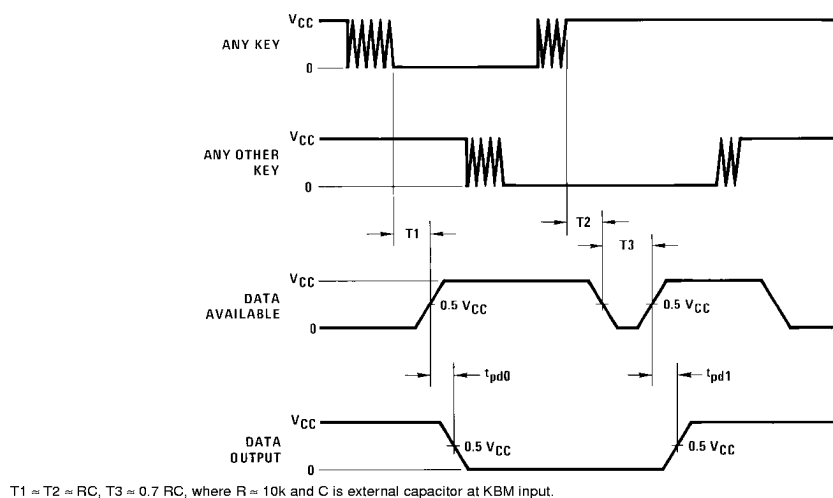 VCC
ANY KEY
0
VCC
ANY OTHER
KEY
0
T1
T2
T3
VCC
DATA
AVAILABLE
0.5 VCC
0.5 VCC
0
tpd0
tpd1
VCC
DATA
OUTPUT
0.5 VCC
0.5 VCC
0
T1 ≈ T2 ≈ RC, T3 ≈ 0.7 RC, where R ≈ 10k and C is external capacitor at KBM input.